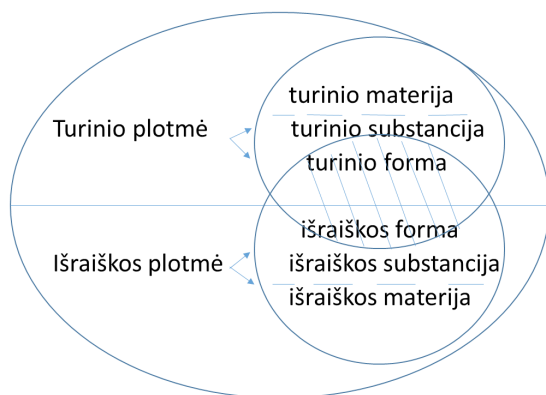 turinio materija
Turinio plotmė
turinio substancija
turinio forma
išraiškos forma
Išraiškos plotmė
išraiškos substancija
išraiškos materija